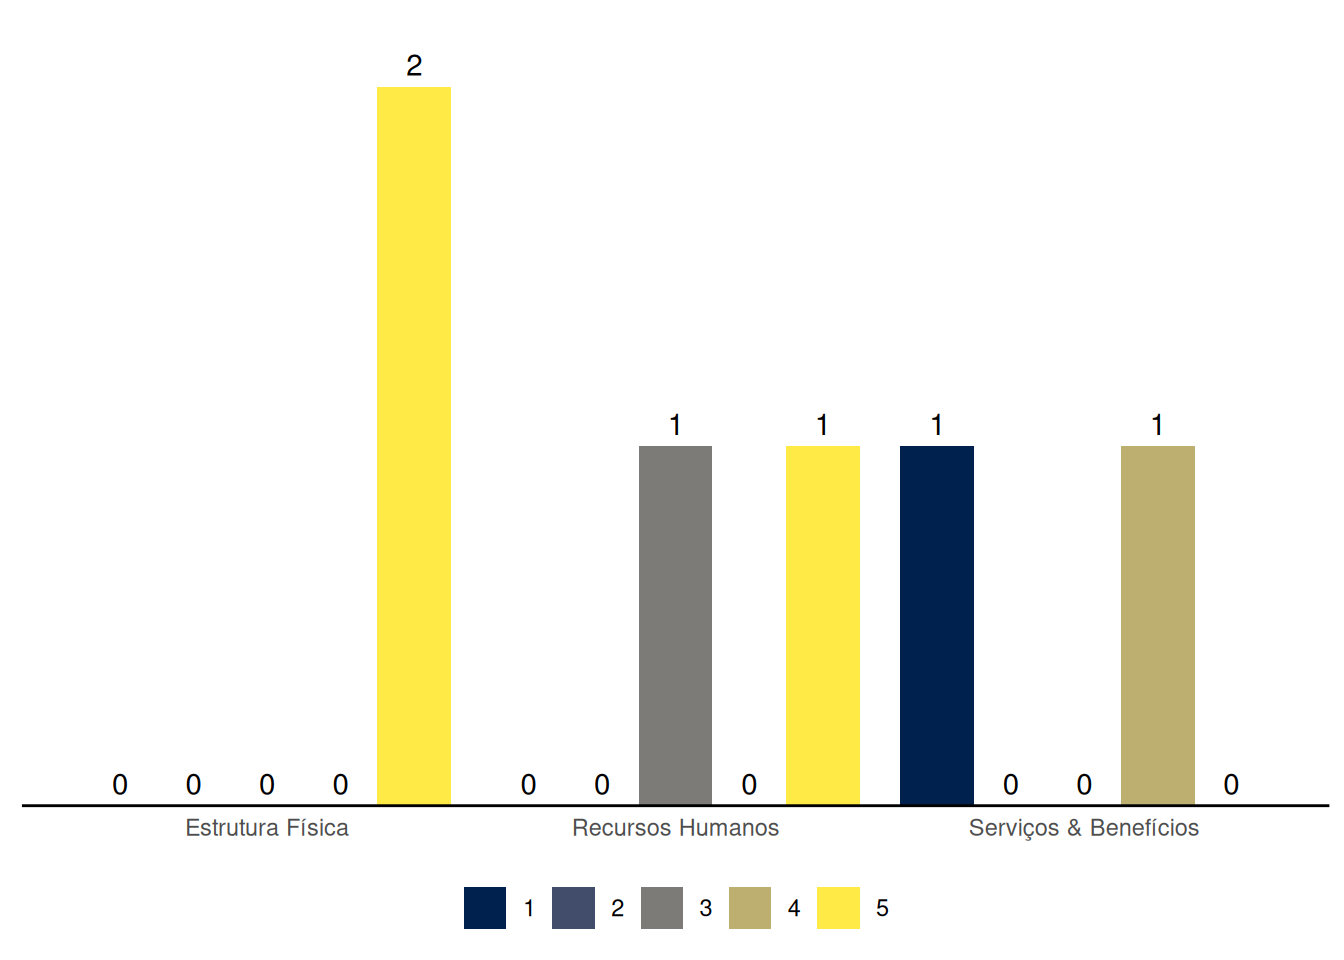 2
1 1 1 1
0 0 0 0 0 0 0 0 0 0
Estrutura Física Recursos Humanos Serviços & Benefícios
1 2 3 4 5